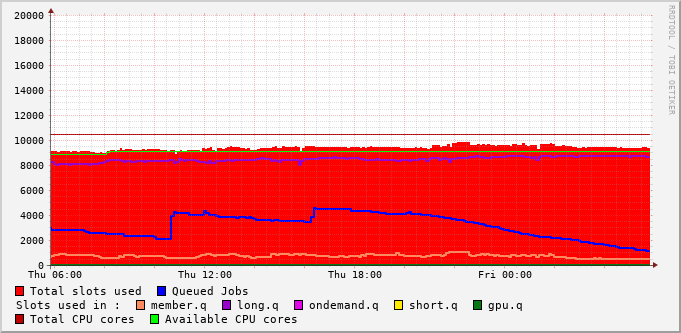 20000
18000
16000
14000
12000
10000
8000
6000
4000
2000
0
Thu 06:00 Thu 12:00 Thu 18:00 Fri 00:00
Total slots used Queued Jobs
Slots used in : member.q long.q ondemand.q short.q gpu.q
Total CPU cores Available CPU cores
RRDTOOL / TOBI OETIKER